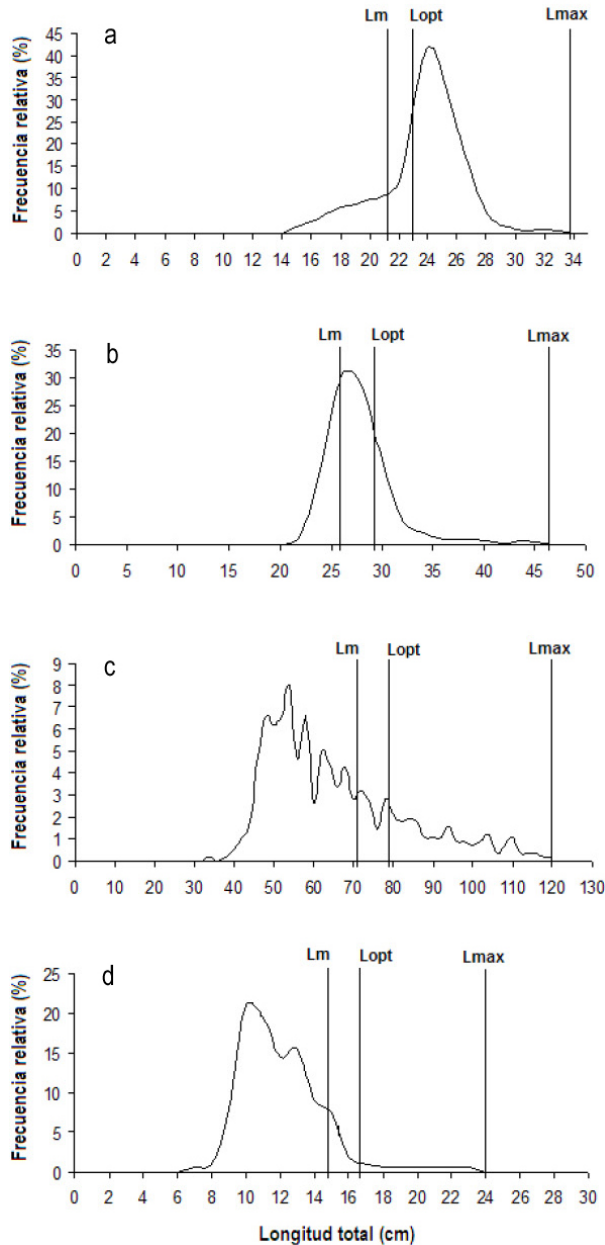 a
Lm Lopt Lmax
Frecuencia relativa (%)
45
40
35
30
25
20
15
10
5
0
0 2 4 6 8 10 12 14 16 18 20 22 24 26 28 30 32 34
b
Lm Lopt Lmax
Frecuencia relativa (%)
35
30
25
20
15
10
5
0
0 5 10 15 20 25 30 35 40 45 50
c
Lm Lopt Lmax
Frecuencia relativa (%)
9
8
7
6
5
4
3
2
1
0
0 10 20 30 40 50 60 70 80 90 100 110 120 130
d
Lm Lopt Lmax
Frecuencia relativa (%)
25
20
15
10
5
0
0 2 4 6 8 10 12 14 16 18 20 22 24 26 28 30
Longitud total (cm)